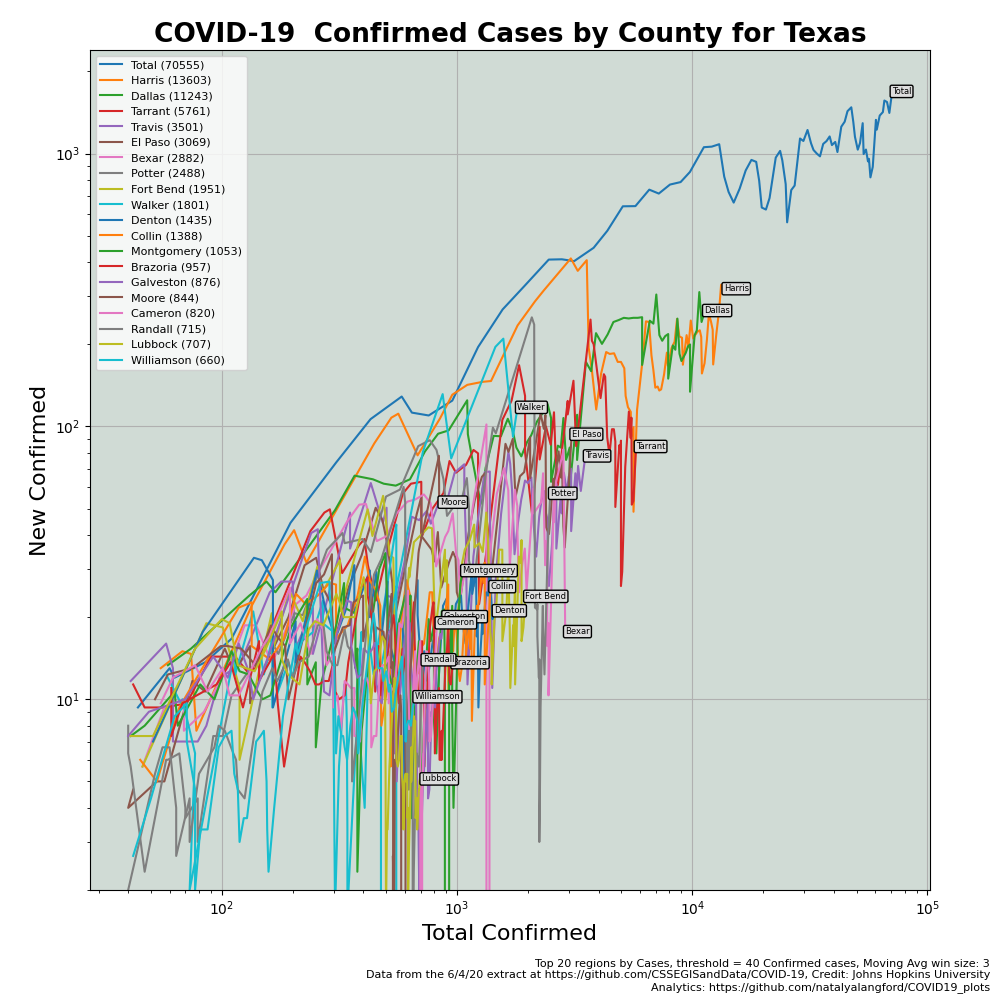 COVID-19  Confirmed Cases by County for Texas
Total (70555)
Harris (13603)
Dallas (11243)
Tarrant (5761)
Travis (3501)
El Paso (3069)
Bexar (2882)
Potter (2488)
Fort Bend (1951)
Walker (1801)
Denton (1435)
Collin (1388)
Montgomery (1053)
Brazoria (957)
Galveston (876)
Moore (844)
Cameron (820)
Randall (715)
Lubbock (707)
Williamson (660)
Total
Harris
Dallas
Walker
El Paso
Tarrant
Travis
Potter
Moore
Montgomery
Collin
Fort Bend
Denton
Galveston
Cameron
Bexar
Randall
Brazoria
Williamson
Lubbock
New Confirmed
10³
10²
10¹
10²
10³
10⁴
10⁵
Total Confirmed
Top 20 regions by Cases, threshold = 40 Confirmed cases, Moving Avg win size: 3
Data from the 6/4/20 extract at https://github.com/CSSEGISandData/COVID-19, Credit: Johns Hopkins University
Analytics: https://github.com/natalyalangford/COVID19_plots